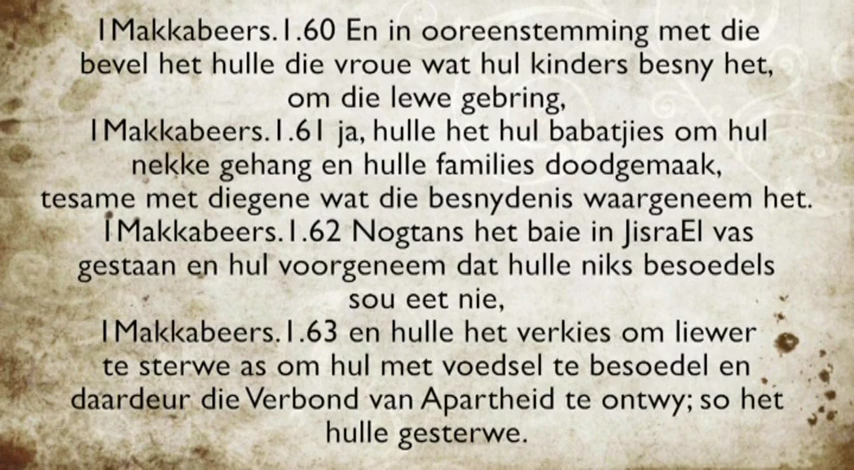 1Makkabeers.1.60 En in ooreenstemming met die
bevel het hulle die vroue wat hul kinders besny het,
om die lewe gebring,
1Makkabeers.1.61 ja, hulle het hul babatjies om hul
nekke gehang en hulle families doodgemaak,
tesame met diegene wat die besnydenis waargeneem het.
1Makkabeers.1.62 Nogtans het baie in JisraEl vas
gestaan en hul voorgeneem dat hulle niks besoedels
sou eet nie,
1Makkabeers.1.63 en hulle het verkies om liewer
te sterwe as om hul met voedsel te besoedel en
daardeur die Verbond van Apartheid te ontwy; so het
hulle gesterwe.